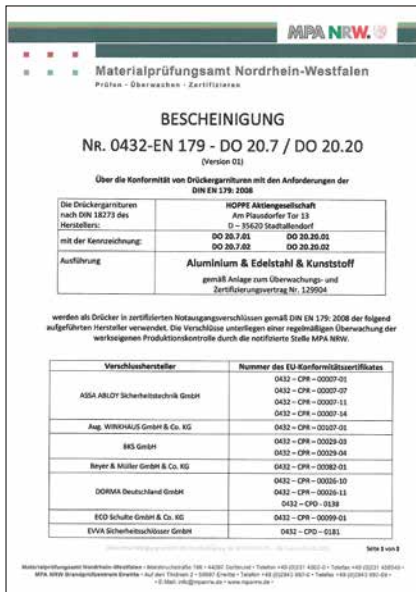 MPA NRW.
Materialprüfungsamt Nordrhein-Westfalen
Prüfen · Überwachen · Zertifizieren
BESCHEINIGUNG
NR. 0432-EN 179 - DO 20.7 / DO 20.20
(Version 01)
Über die Konformität von Drückergarnituren mit den Anforderungen der
DIN EN 179: 2008
Die Drückergarnituren
nach DIN 18273 des
Herstellers:
HOPPE Aktiengesellschaft
Am Plausdorfer Tor 13
D – 35620 Stadtallendorf
mit der Kennzeichnung:
DO 20.7.01 DO 20.20.01
DO 20.7.02 DO 20.20.02
Ausführung
Aluminium & Edelstahl & Kunststoff
gemäß Anlage zum Überwachungs- und
Zertifizierungsvertrag Nr. 129904
werden als Drücker in zertifizierten Notausgangsverschlüssen gemäß DIN EN 179: 2008 der folgend
aufgeführten Hersteller verwendet. Die Verschlüsse unterliegen einer regelmäßigen Überwachung der
werkseigenen Produktionskontrolle durch die notifizierte Stelle MPA NRW.
Verschlusshersteller Nummer des EU-Konformitätszertifikates
ASSA ABLOY Sicherheitstechnik GmbH
0432 – CPR – 00007-01
0432 – CPR – 00007-07
0432 – CPR – 00007-11
0432 – CPR – 00007-14
Aug. WINKHAUS GmbH & Co. KG 0432 – CPR – 00107-01
BKS GmbH
0432 – CPR – 00029-03
0432 – CPR – 00029-04
Beyer & Müller GmbH & Co. KG 0432 – CPR – 00082-01
DORMA Deutschland GmbH
0432 – CPR – 00026-10
0432 – CPR – 00026-11
0432 – CPD – 0138
ECO Schulte GmbH & Co. KG 0432 – CPR – 00099-01
EVVA Sicherheitsschlösser GmbH 0432 – CPD – 0181
Seite 1 von 2